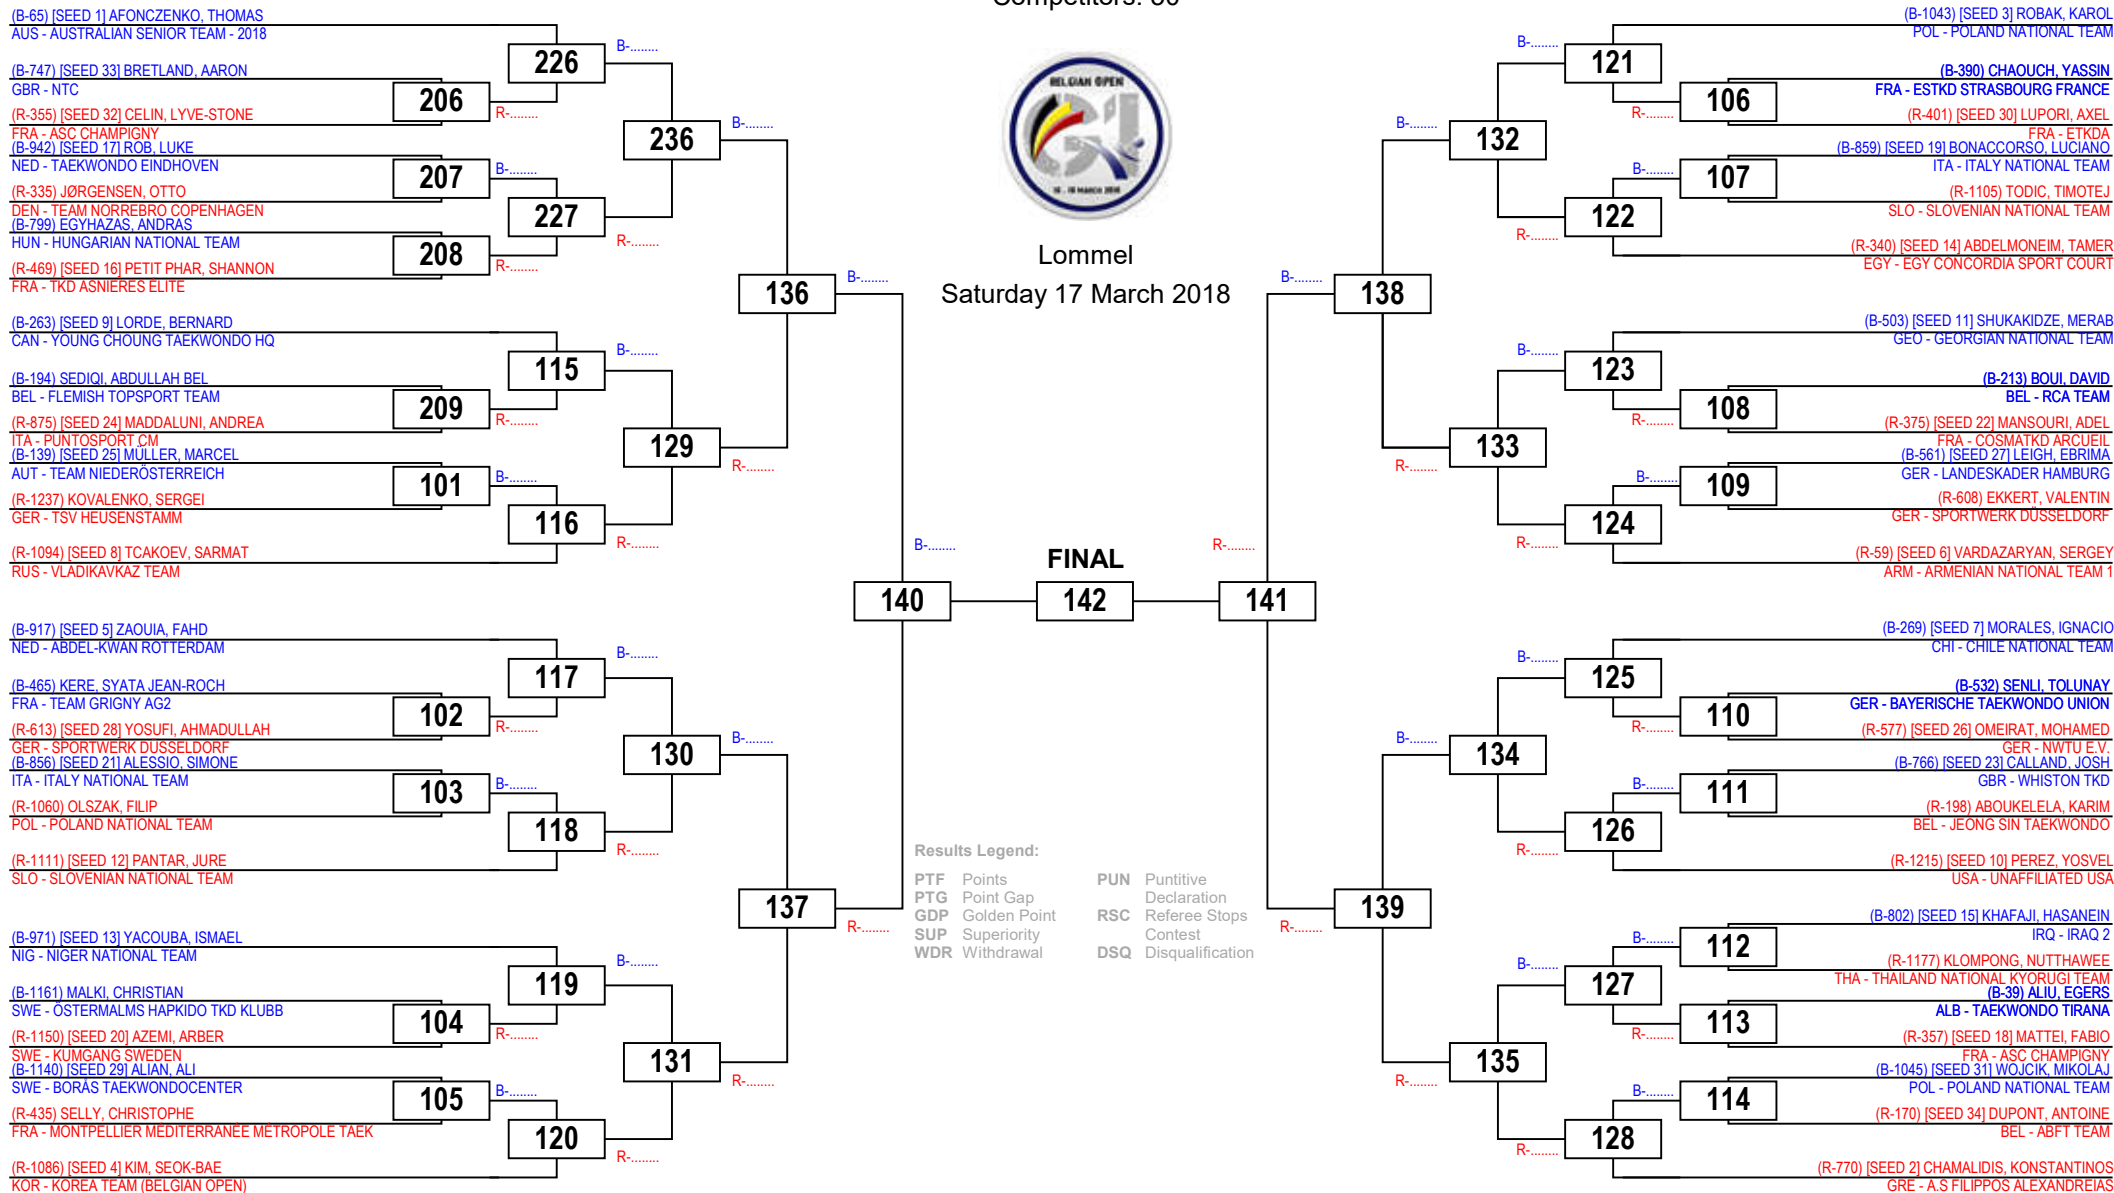 Competitors: 50
(B-65) [SEED 1] AFONCZENKO, THOMAS
AUS - AUSTRALIAN SENIOR TEAM - 2018
226
B-........
(B-747) [SEED 33] BRETLAND, AARON
GBR - NTC
206
R-........
(R-355) [SEED 32] CELIN, LYVE-STONE
FRA - ASC CHAMPIGNY
236
B-........
(B-942) [SEED 17] ROB, LUKE
NED - TAEKWONDO EINDHOVEN
207
B-........
(R-335) JØRGENSEN, OTTO
DEN - TEAM NORREBRO COPENHAGEN
227
R-........
(B-799) EGYHAZAS, ANDRAS
HUN - HUNGARIAN NATIONAL TEAM
208
R-........
(R-469) [SEED 16] PETIT PHAR, SHANNON
FRA - TKD ASNIERES ELITE
136
B-........
(B-263) [SEED 9] LORDE, BERNARD
CAN - YOUNG CHOUNG TAEKWONDO HQ
115
B-........
(B-194) SEDIQI, ABDULLAH BEL
BEL - FLEMISH TOPSPORT TEAM
209
R-........
(R-875) [SEED 24] MADDALUNI, ANDREA
ITA - PUNTOSPORT CM
129
R-........
(B-139) [SEED 25] MÜLLER, MARCEL
AUT - TEAM NIEDERÖSTERREICH
101
B-........
(R-1237) KOVALENKO, SERGEI
GER - TSV HEUSENSTAMM
116
R-........
(R-1094) [SEED 8] TCAKOEV, SARMAT
RUS - VLADIKAVKAZ TEAM
B-........
140
(B-917) [SEED 5] ZAOUIA, FAHD
NED - ABDEL-KWAN ROTTERDAM
117
B-........
(B-465) KERE, SYATA JEAN-ROCH
FRA - TEAM GRIGNY AG2
102
R-........
(R-613) [SEED 28] YOSUFI, AHMADULLAH
GER - SPORTWERK DÜSSELDORF
130
B-........
(B-856) [SEED 21] ALESSIO, SIMONE
ITA - ITALY NATIONAL TEAM
103
B-........
(R-1060) OLSZAK, FILIP
POL - POLAND NATIONAL TEAM
118
R-........
(R-1111) [SEED 12] PANTAR, JURE
SLO - SLOVENIAN NATIONAL TEAM
137
R-........
(B-971) [SEED 13] YACOUBA, ISMAEL
NIG - NIGER NATIONAL TEAM
119
B-........
(B-1161) MALKI, CHRISTIAN
SWE - ÖSTERMALMS HAPKIDO TKD KLUBB
104
R-........
(R-1150) [SEED 20] AZEMI, ARBER
SWE - KUMGANG SWEDEN
131
R-........
(B-1140) [SEED 29] ALIAN, ALI
SWE - BORÅS TAEKWONDOCENTER
105
B-........
(R-435) SELLY, CHRISTOPHE
FRA - MONTPELLIER MÉDITERRANÉE MÉTROPOLE TAEK
120
R-........
(R-1086) [SEED 4] KIM, SEOK-BAE
KOR - KOREA TEAM (BELGIAN OPEN)
BELGIAN OPEN
16 - 18 MARCH 2018
Lommel
Saturday 17 March 2018
FINAL
142
Results Legend:
PTF Points
PTG Point Gap
GDP Golden Point
SUP Superiority
WDR Withdrawal
PUN Puntitive Declaration
RSC Referee Stops Contest
DSQ Disqualification
(B-1043) [SEED 3] ROBAK, KAROL
POL - POLAND NATIONAL TEAM
B-........
121
(B-390) CHAOUCH, YASSIN
FRA - ESTKD STRASBOURG FRANCE
R-........
106
(R-401) [SEED 30] LUPORI, AXEL
FRA - ETKDA
B-........
132
(B-859) [SEED 19] BONACCORSO, LUCIANO
ITA - ITALY NATIONAL TEAM
B-........
107
(R-1105) TODIC, TIMOTEJ
SLO - SLOVENIAN NATIONAL TEAM
R-........
122
(R-340) [SEED 14] ABDELMONEIM, TAMER
EGY - EGY CONCORDIA SPORT COURT
B-........
138
(B-503) [SEED 11] SHUKAKIDZE, MERAB
GEO - GEORGIAN NATIONAL TEAM
B-........
123
(B-213) BOUI, DAVID
BEL - RCA TEAM
R-........
108
(R-375) [SEED 22] MANSOURI, ADEL
FRA - COSMATKD ARCUEIL
R-........
133
(B-561) [SEED 27] LEIGH, EBRIMA
GER - LANDESKADER HAMBURG
B-........
109
(R-608) EKKERT, VALENTIN
GER - SPORTWERK DÜSSELDORF
R-........
124
(R-59) [SEED 6] VARDAZARYAN, SERGEY
ARM - ARMENIAN NATIONAL TEAM 1
R-........
141
(B-269) [SEED 7] MORALES, IGNACIO
CHI - CHILE NATIONAL TEAM
B-........
125
(B-532) SENLI, TOLUNAY
GER - BAYERISCHE TAEKWONDO UNION
R-........
110
(R-577) [SEED 26] OMEIRAT, MOHAMED
GER - NWTU E.V.
B-........
134
(B-766) [SEED 23] CALLAND, JOSH
GBR - WHISTON TKD
B-........
111
(R-198) ABOUKELELA, KARIM
BEL - JEONG SIN TAEKWONDO
R-........
126
(R-1215) [SEED 10] PEREZ, YOSVEL
USA - UNAFFILIATED USA
R-........
139
(B-802) [SEED 15] KHAFAJI, HASANEIN
IRQ - IRAQ 2
B-........
112
(R-1177) KLOMPONG, NUTTHAWEE
THA - THAILAND NATIONAL KYORUGI TEAM
B-........
127
(B-39) ALIU, EGERS
ALB - TAEKWONDO TIRANA
R-........
113
(R-357) [SEED 18] MATTEI, FABIO
FRA - ASC CHAMPIGNY
R-........
135
(B-1045) [SEED 31] WOJCIK, MIKOLAJ
POL - POLAND NATIONAL TEAM
B-........
114
(R-170) [SEED 34] DUPONT, ANTOINE
BEL - ABFT TEAM
R-........
128
(R-770) [SEED 2] CHAMALIDIS, KONSTANTINOS
GRE - A.S FILIPPOS ALEXANDREIAS